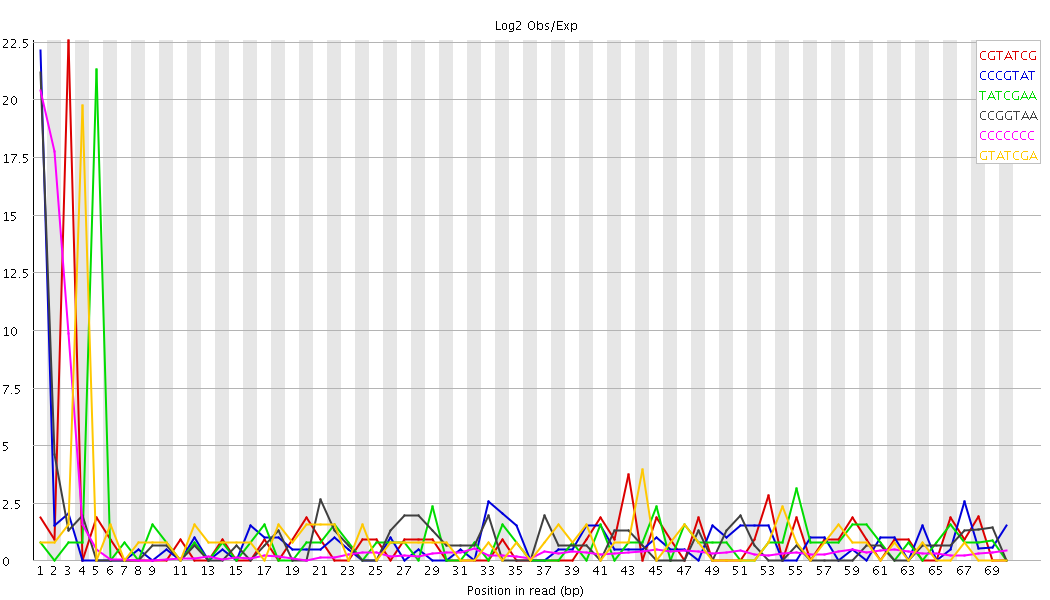 Log2 Obs/Exp
22.5
20
17.5
15
12.5
10
7.5
5
2.5
0
CGTATCG
CCCGTAT
TATCGAA
CCGGTAA
CCCCCCC
GTATCGA
1 2 3 4 5 6 7 8 9 11 13 15 17 19 21 23 25 27 29 31 33 35 37 39 41 43 45 47 49 51 53 55 57 59 61 63 65 67 69
Position in read (bp)